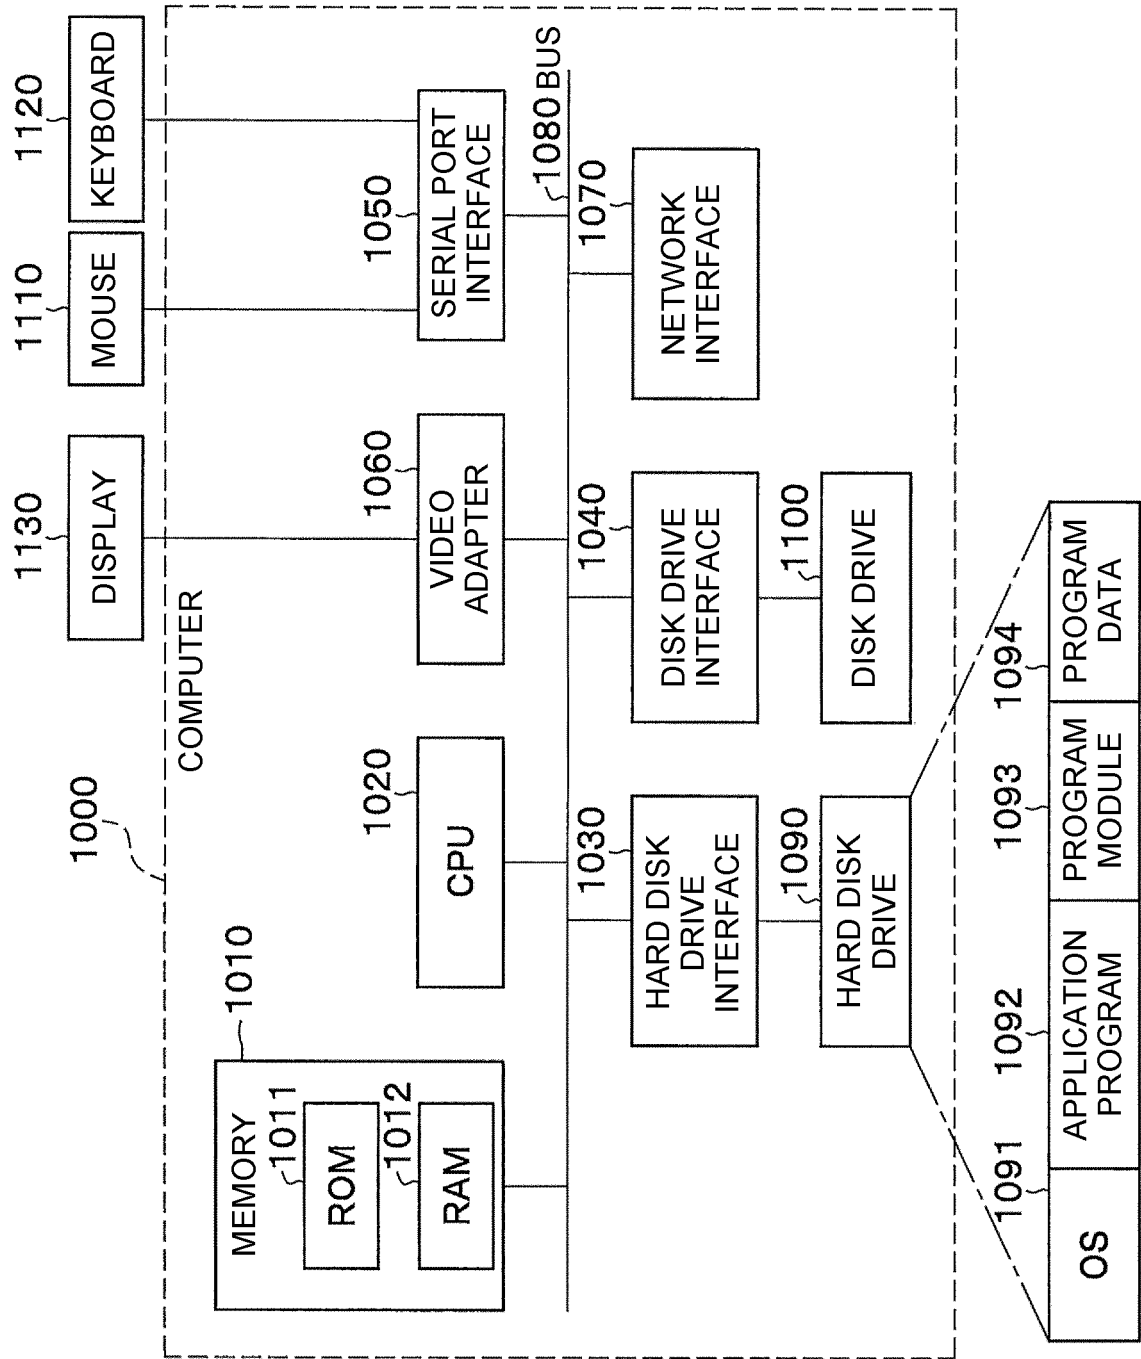 1000
COMPUTER
MEMORY
1010
ROM
1011
RAM
1012
CPU
1020
1130
DISPLAY
1110
MOUSE
1120
KEYBOARD
VIDEO
ADAPTER
1060
SERIAL PORT
INTERFACE
1050
1080 BUS
HARD DISK
DRIVE
INTERFACE
1030
DISK DRIVE
INTERFACE
1040
NETWORK
INTERFACE
1070
HARD DISK
DRIVE
1090
DISK DRIVE
1100
1091
OS
1092
APPLICATION
PROGRAM
1093
PROGRAM
MODULE
1094
PROGRAM
DATA